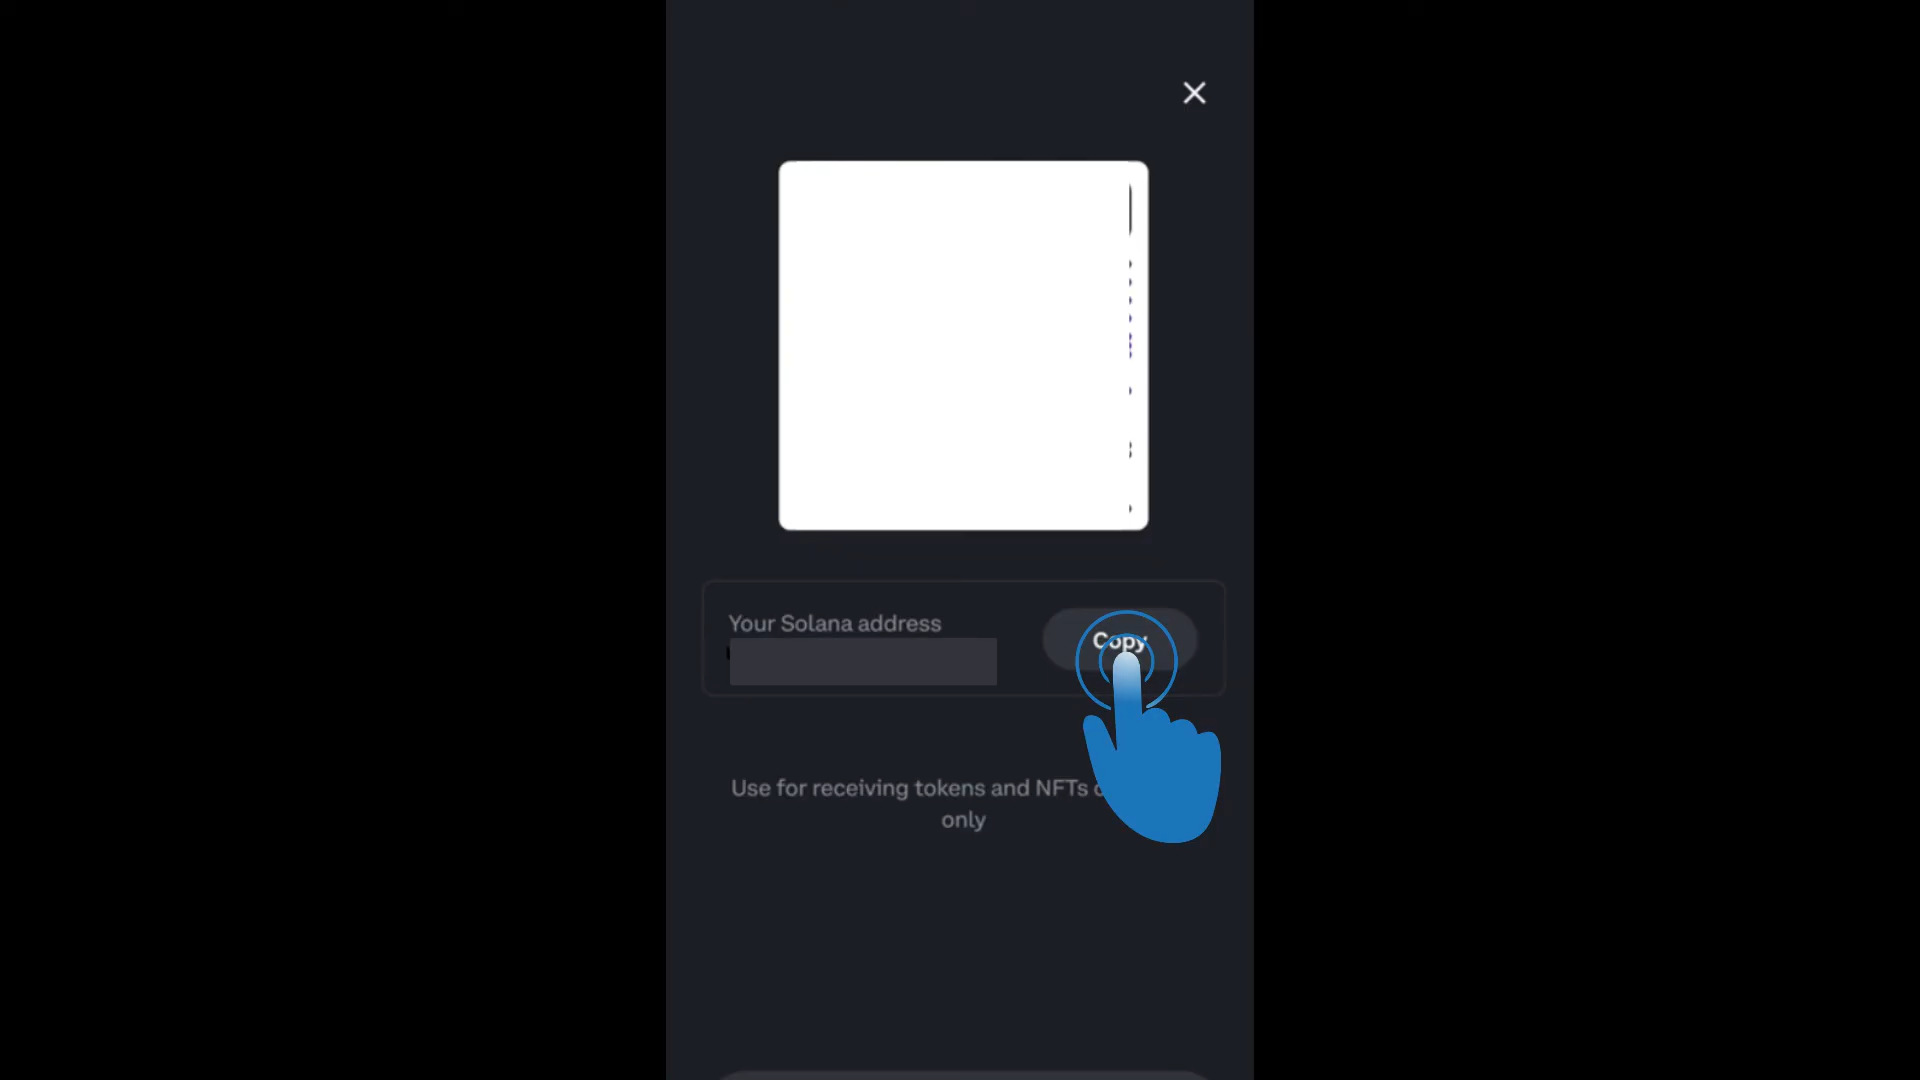 Your Solana address
Copy
Use for receiving tokens and NFTs
only